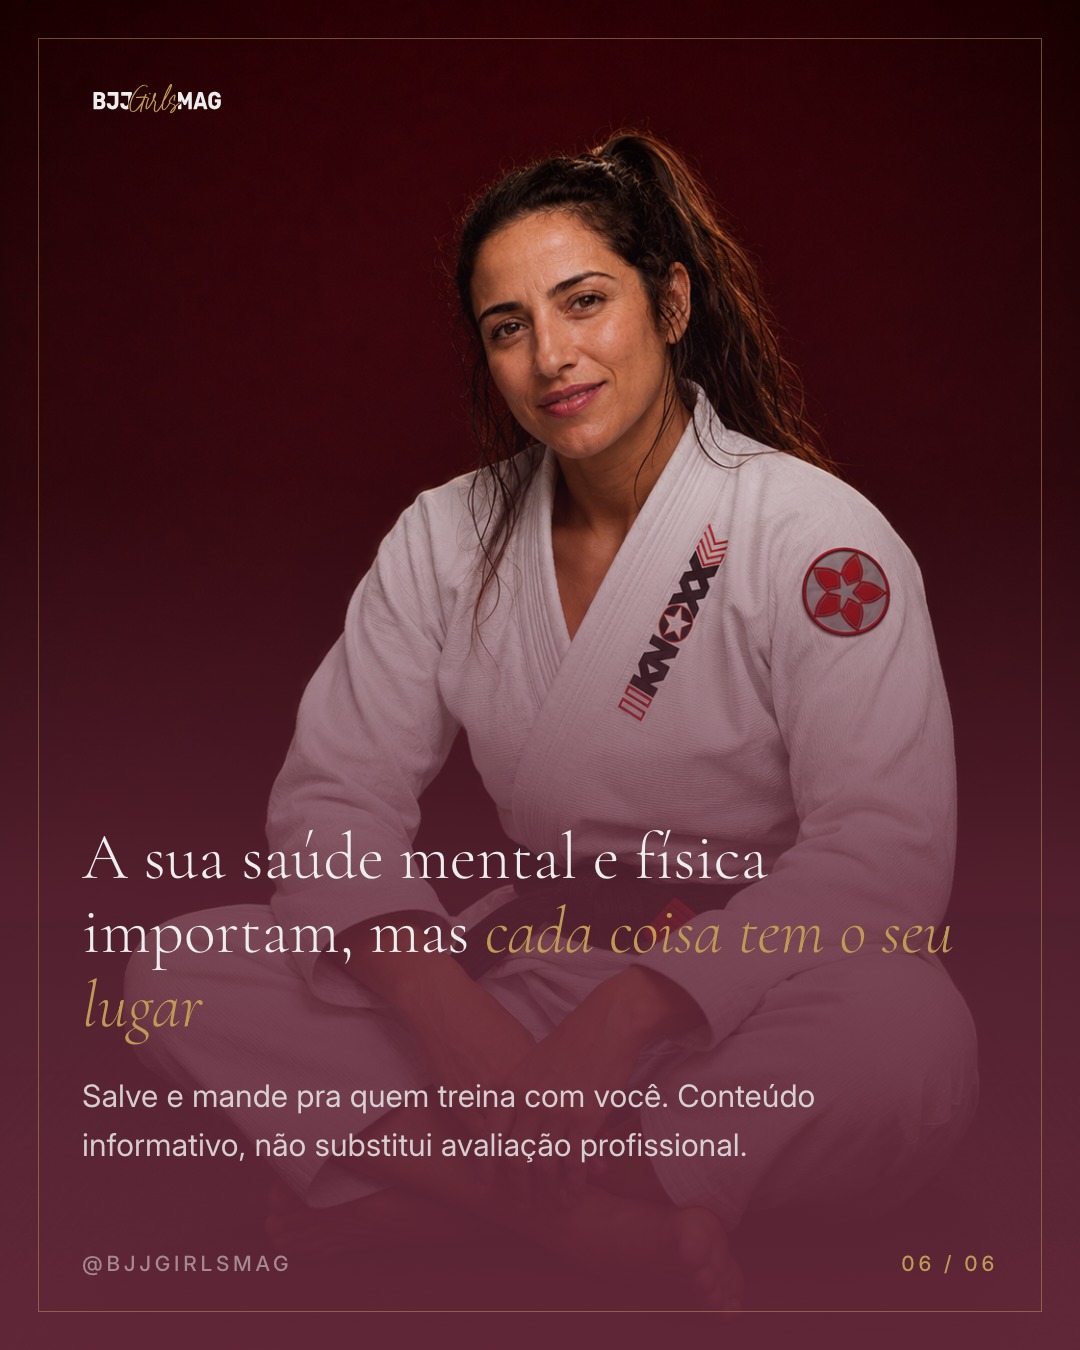 BJJGirlsMAG
KNOXX
A sua saúde mental e física
importam, mas cada coisa tem o seu
lugar
Salve e mande pra quem treina com você. Conteúdo
informativo, não substitui avaliação profissional.
@BJJGIRLSMAG
06 / 06